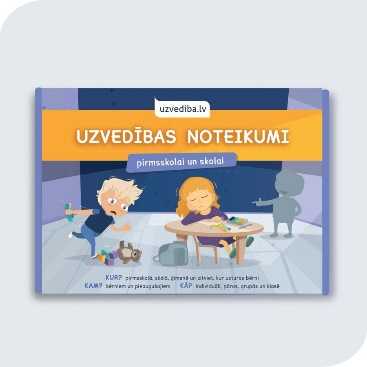 uzvediba.lv
UZVEDĪBAS NOTEIKUMI
pirmsskolai un skolai
KURP pirmsskolā, skolā, ģimenē un citviet, kur uzturas bērni
KAMP bērniem un pieaugušajiem KĀP individuāli, pāros, grupās un klasē